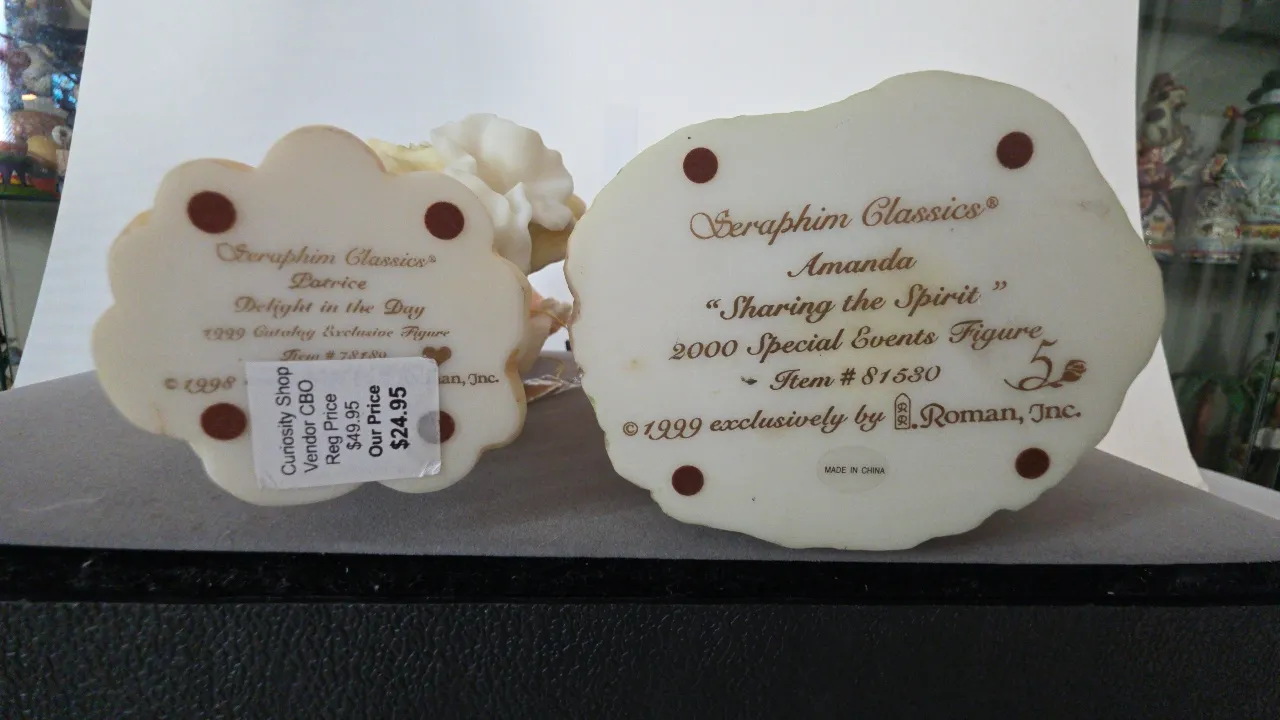 Seraphim Classics®
Patrice
Delight in the Day
1999 Catalog Exclusive Figure
Item # 78189
© 1998
man, Inc.
Curiosity Shop
Vendor CBO
Reg Price
$49.95
Our Price
$24.95
Seraphim Classics®
Amanda
“Sharing the Spirit”
2000 Special Events Figure
5
Item # 81530
© 1999 exclusively by R.Roman, Inc.
MADE IN CHINA